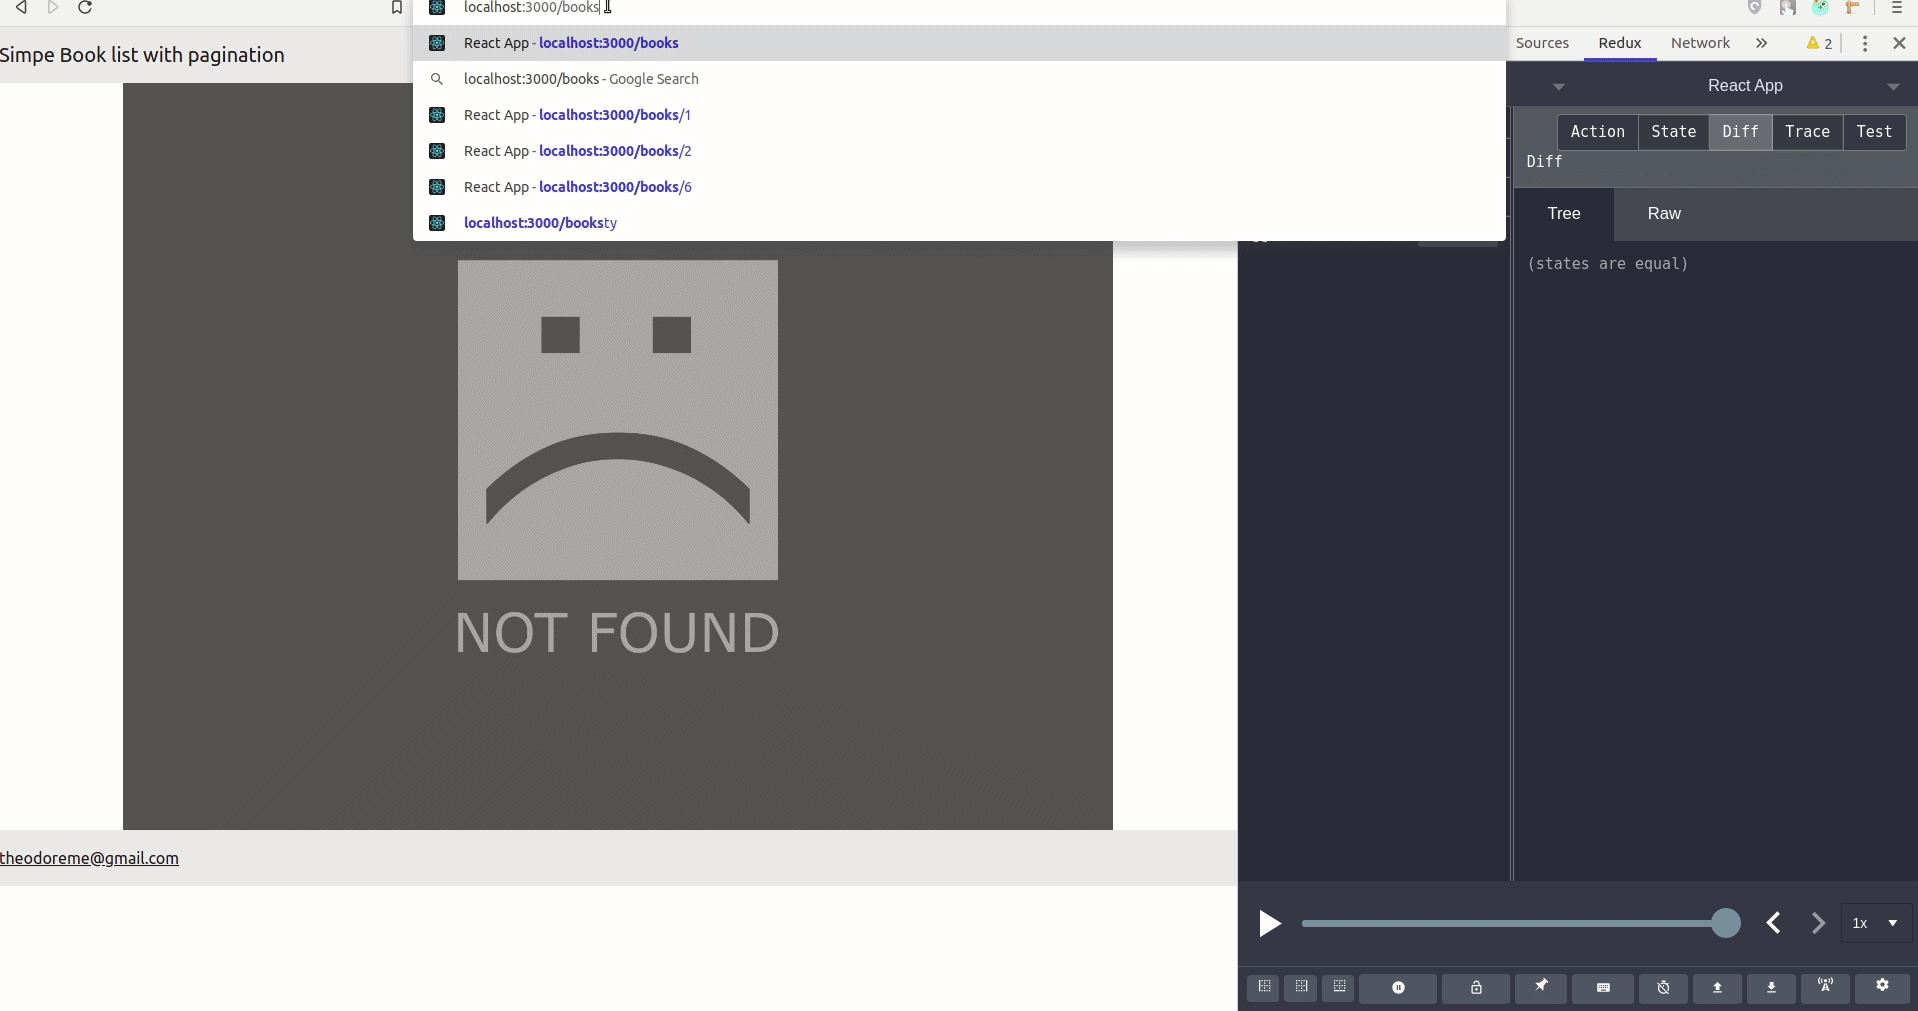 localhost:3000/books
React App - localhost:3000/books
localhost:3000/books - Google Search
React App - localhost:3000/books/1
React App - localhost:3000/books/2
React App - localhost:3000/books/6
localhost:3000/booksty
Simpe Book list with pagination
NOT FOUND
theodoreme@gmail.com
Sources Redux Network » 2
React App
Action State Diff Trace Test
Diff
Tree Raw
(states are equal)
1x